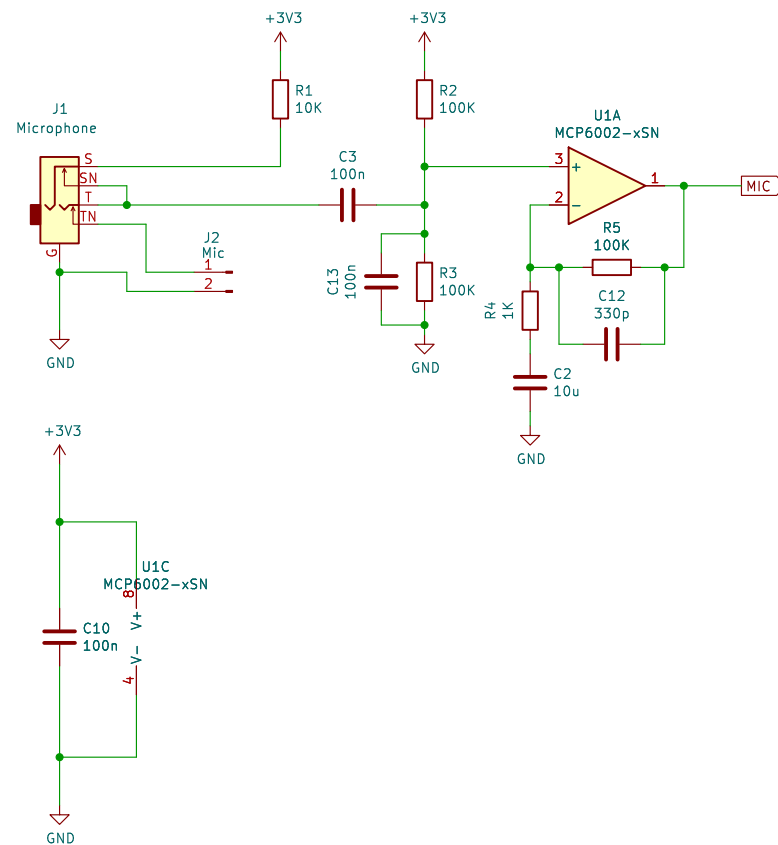 +3V3
+3V3
R1
10K
R2
100K
J1
Microphone
U1A
MCP6002-xSN
S
SN
T
TN
G
C3
100n
3
+
2
−
1
MIC
R5
100K
J2
Mic
1
2
C13
100n
R3
100K
R4
1K
C12
330p
GND
GND
C2
10u
GND
+3V3
U1C
MCP6002-xSN
8
V+
C10
100n
V-
4
GND